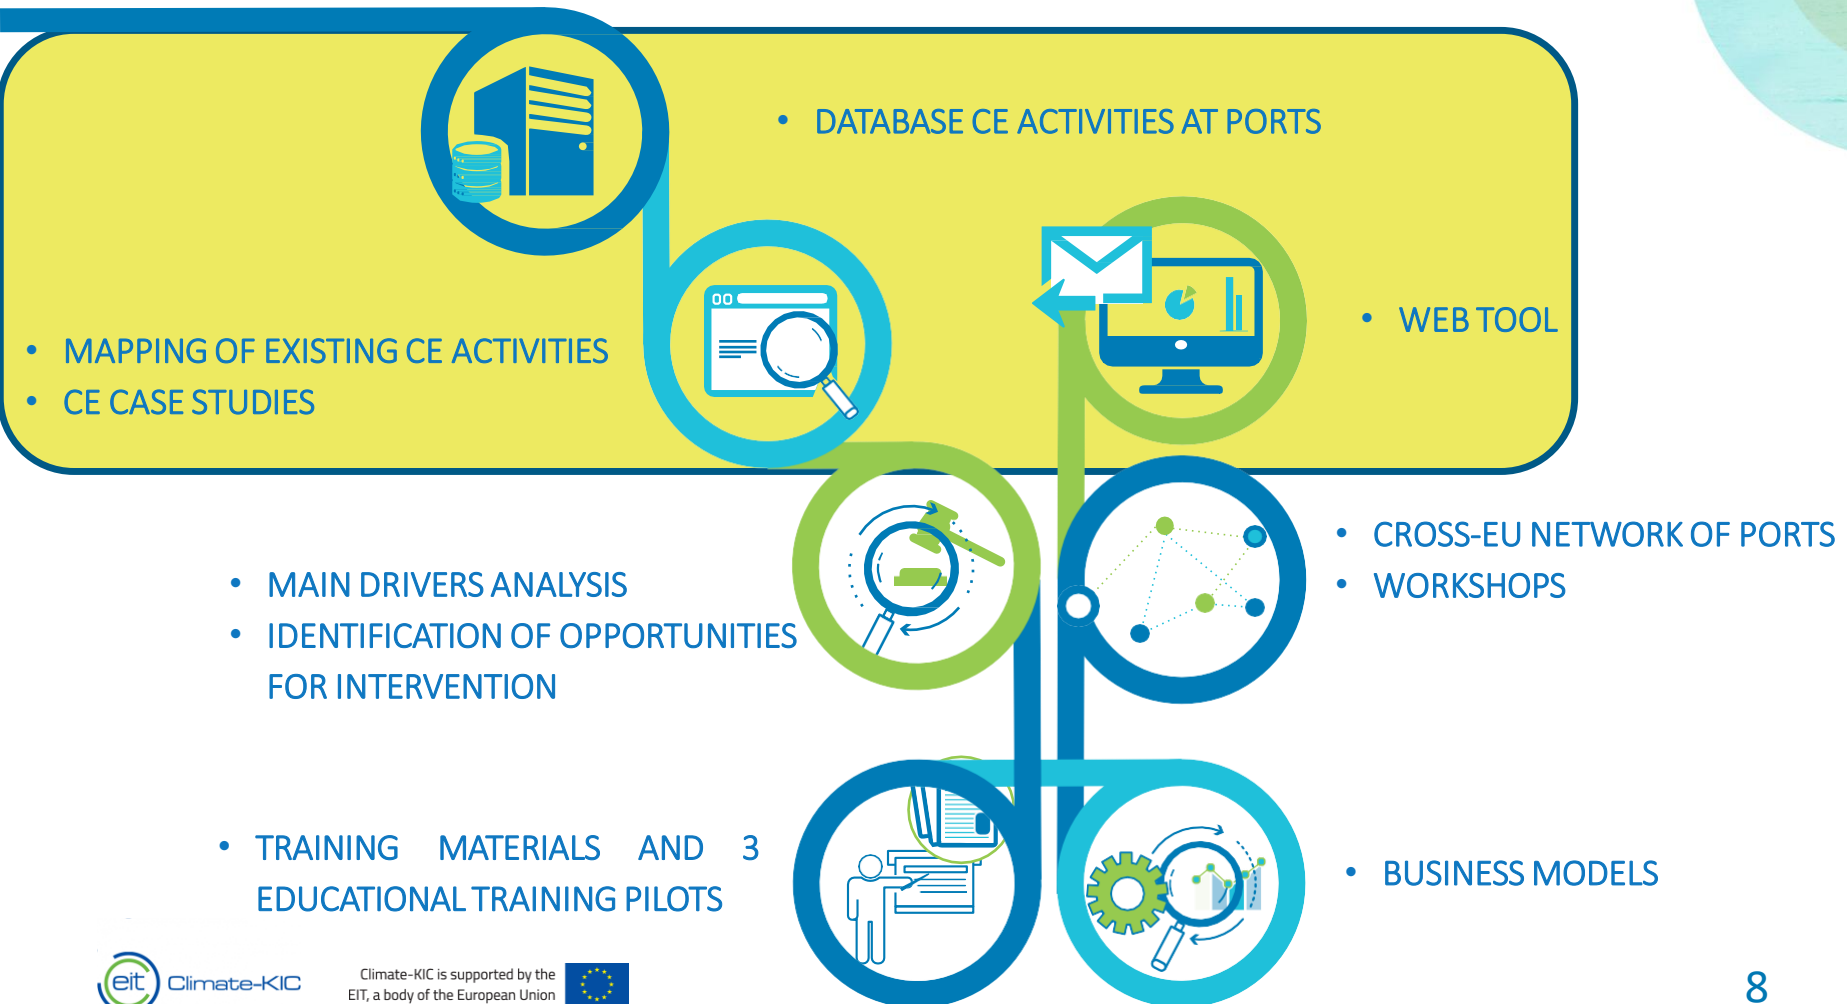 • DATABASE CE ACTIVITIES AT PORTS
• WEB TOOL
• MAPPING OF EXISTING CE ACTIVITIES
• CE CASE STUDIES
• CROSS-EU NETWORK OF PORTS
• WORKSHOPS
• MAIN DRIVERS ANALYSIS
• IDENTIFICATION OF OPPORTUNITIES
FOR INTERVENTION
• TRAINING MATERIALS AND 3
EDUCATIONAL TRAINING PILOTS
• BUSINESS MODELS
eit Climate-KIC
Climate-KIC is supported by the
EIT, a body of the European Union
8